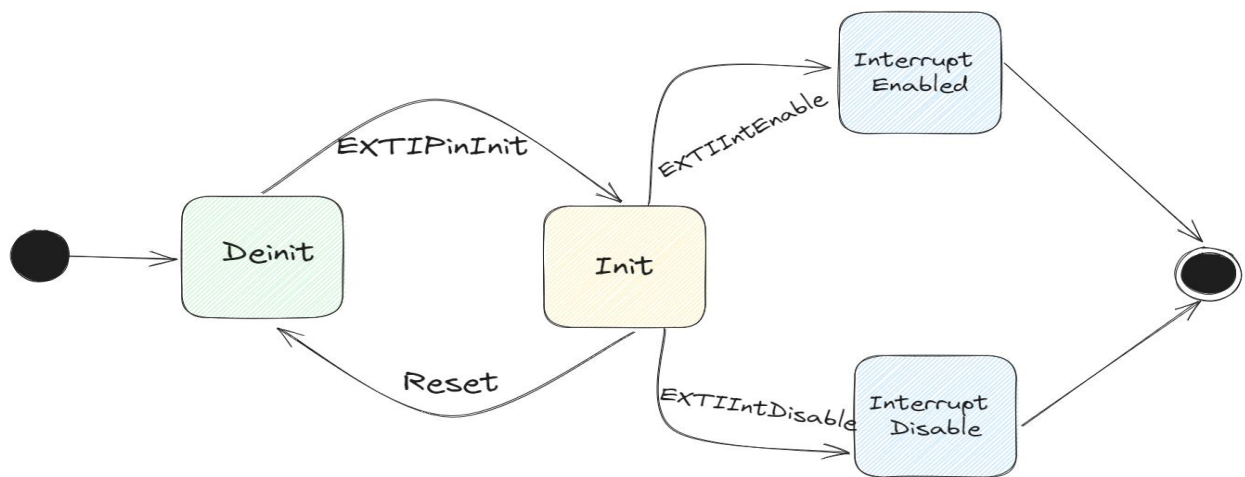 Interrupt
Enabled
EXTIPinInit
EXTIIntEnable
Deinit
Init
Reset
EXTIIntDisable
Interrupt
Disable